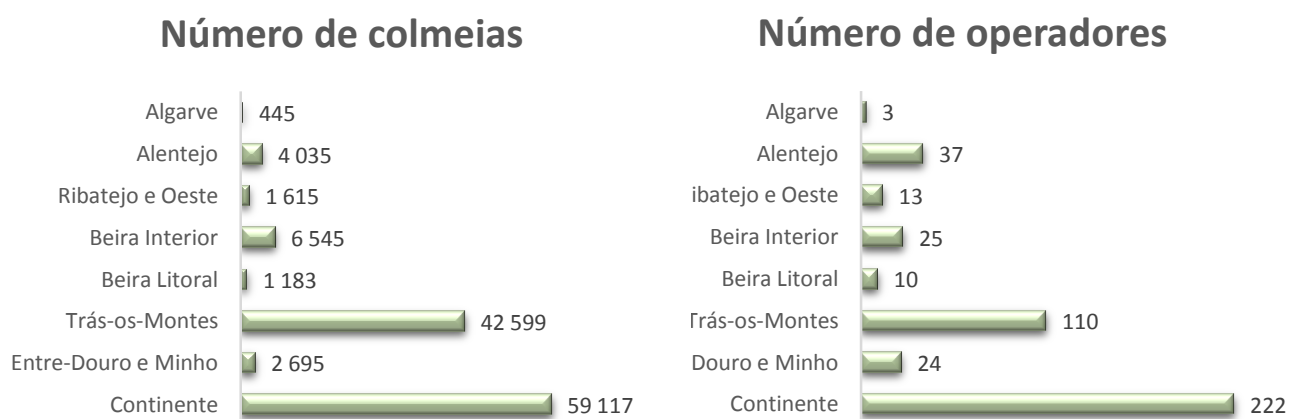 Número de colmeias
Algarve 445
Alentejo 4 035
Ribatejo e Oeste 1 615
Beira Interior 6 545
Beira Litoral 1 183
Trás-os-Montes 42 599
Entre-Douro e Minho 2 695
Continente 59 117
Número de operadores
Algarve 3
Alentejo 37
ibatejo e Oeste 13
Beira Interior 25
Beira Litoral 10
Trás-os-Montes 110
Douro e Minho 24
Continente 222